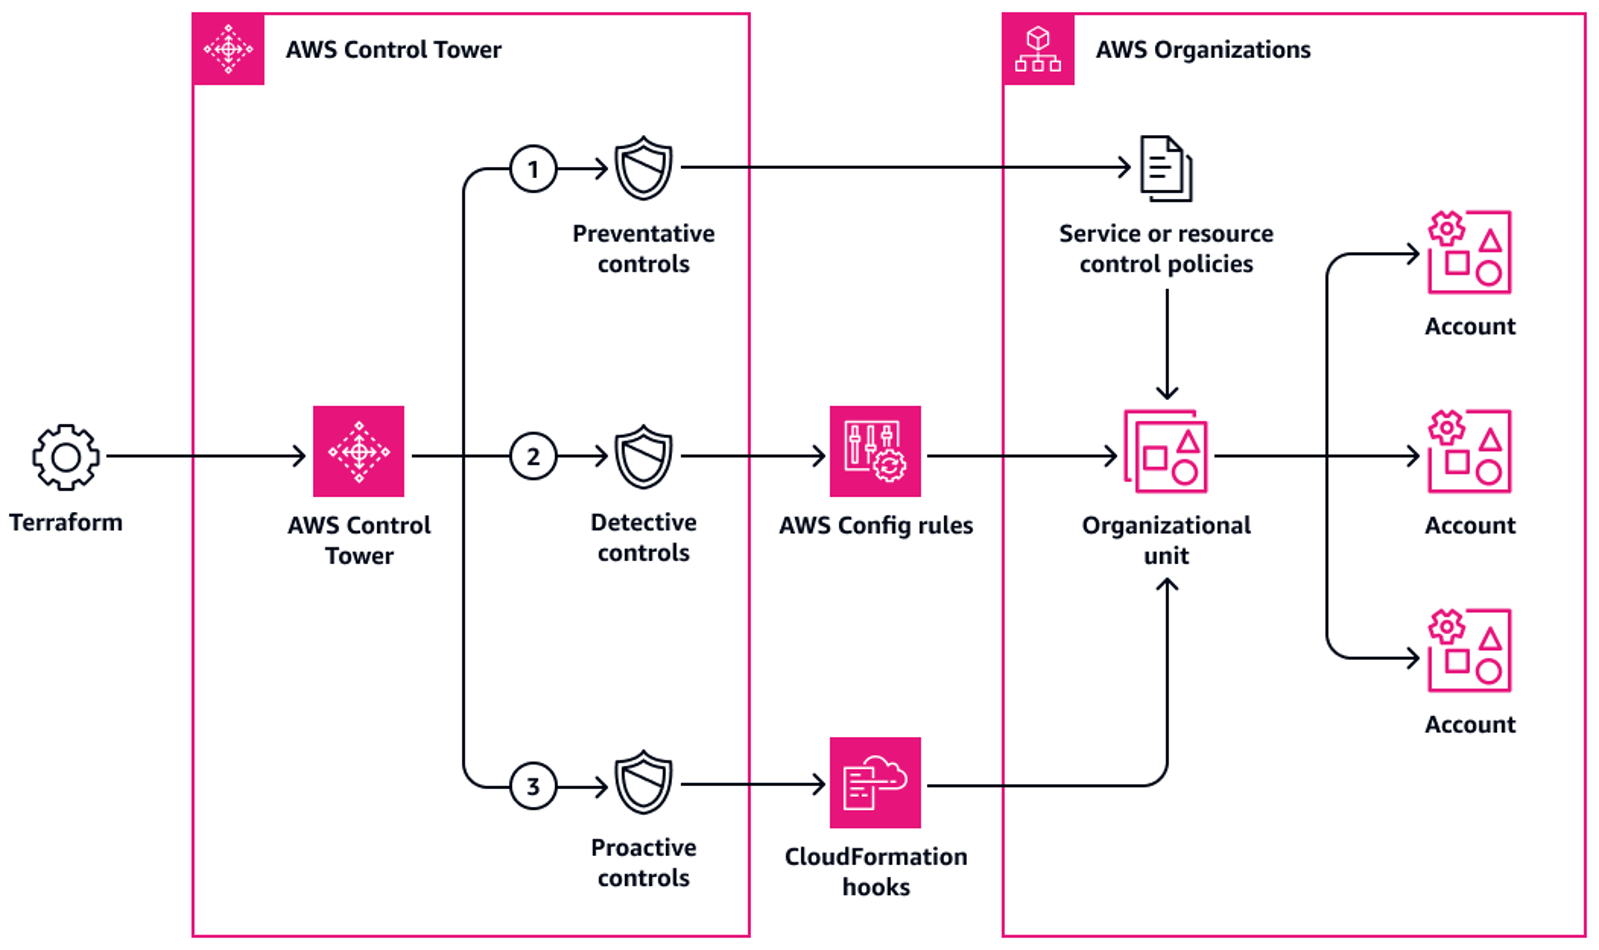 AWS Control Tower
AWS Organizations
1
Preventative
controls
Service or resource
control policies
Account
Terraform
AWS Control
Tower
2
Detective
controls
AWS Config rules
Organizational
unit
Account
3
Proactive
controls
CloudFormation
hooks
Account